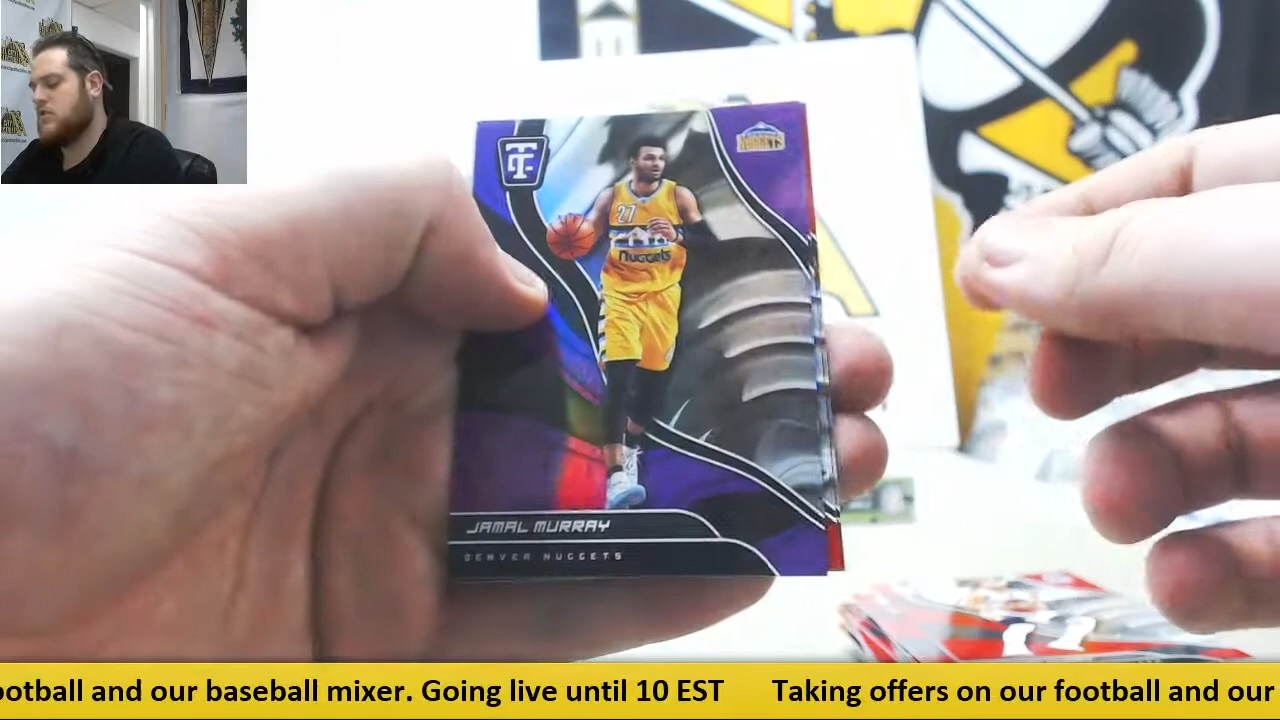 TC
NUGGETS
27
Nuggets
JAMAL MURRAY
DENVER NUGGETS
ootball and our baseball mixer. Going live until 10 EST Taking offers on our football and our